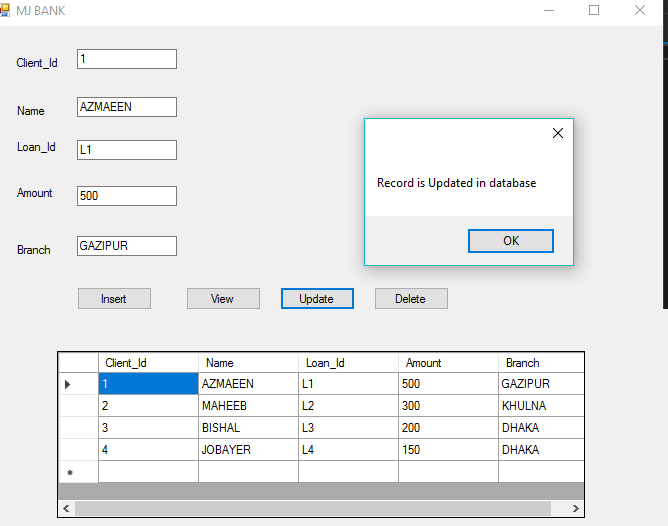 MJ BANK
Client_Id 1
Name AZMAEEN
Loan_Id L1
Amount 500
Branch GAZIPUR
Record is Updated in database
OK
Insert View Update Delete
Client_Id Name Loan_Id Amount Branch
1 AZMAEEN L1 500 GAZIPUR
2 MAHEEB L2 300 KHULNA
3 BISHAL L3 200 DHAKA
4 JOBAYER L4 150 DHAKA